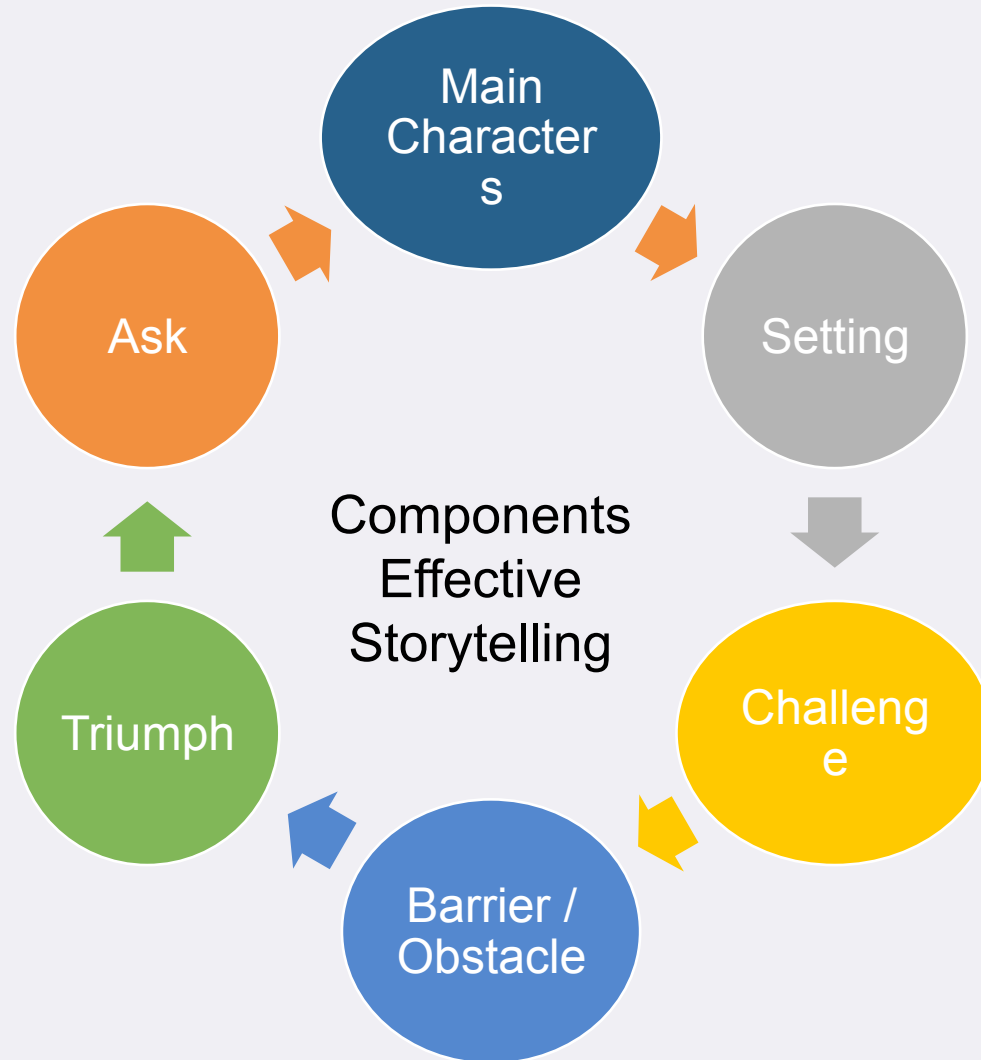 Main
Character
s
Setting
Challeng
e
Barrier /
Obstacle
Triumph
Ask
Components
Effective
Storytelling